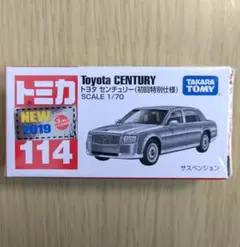 トミカ
Toyota CENTURY
トヨタ センチュリー(初回特別仕様)
SCALE 1/70
TAKARA
TOMY
NEW
2019
114
サスペンション